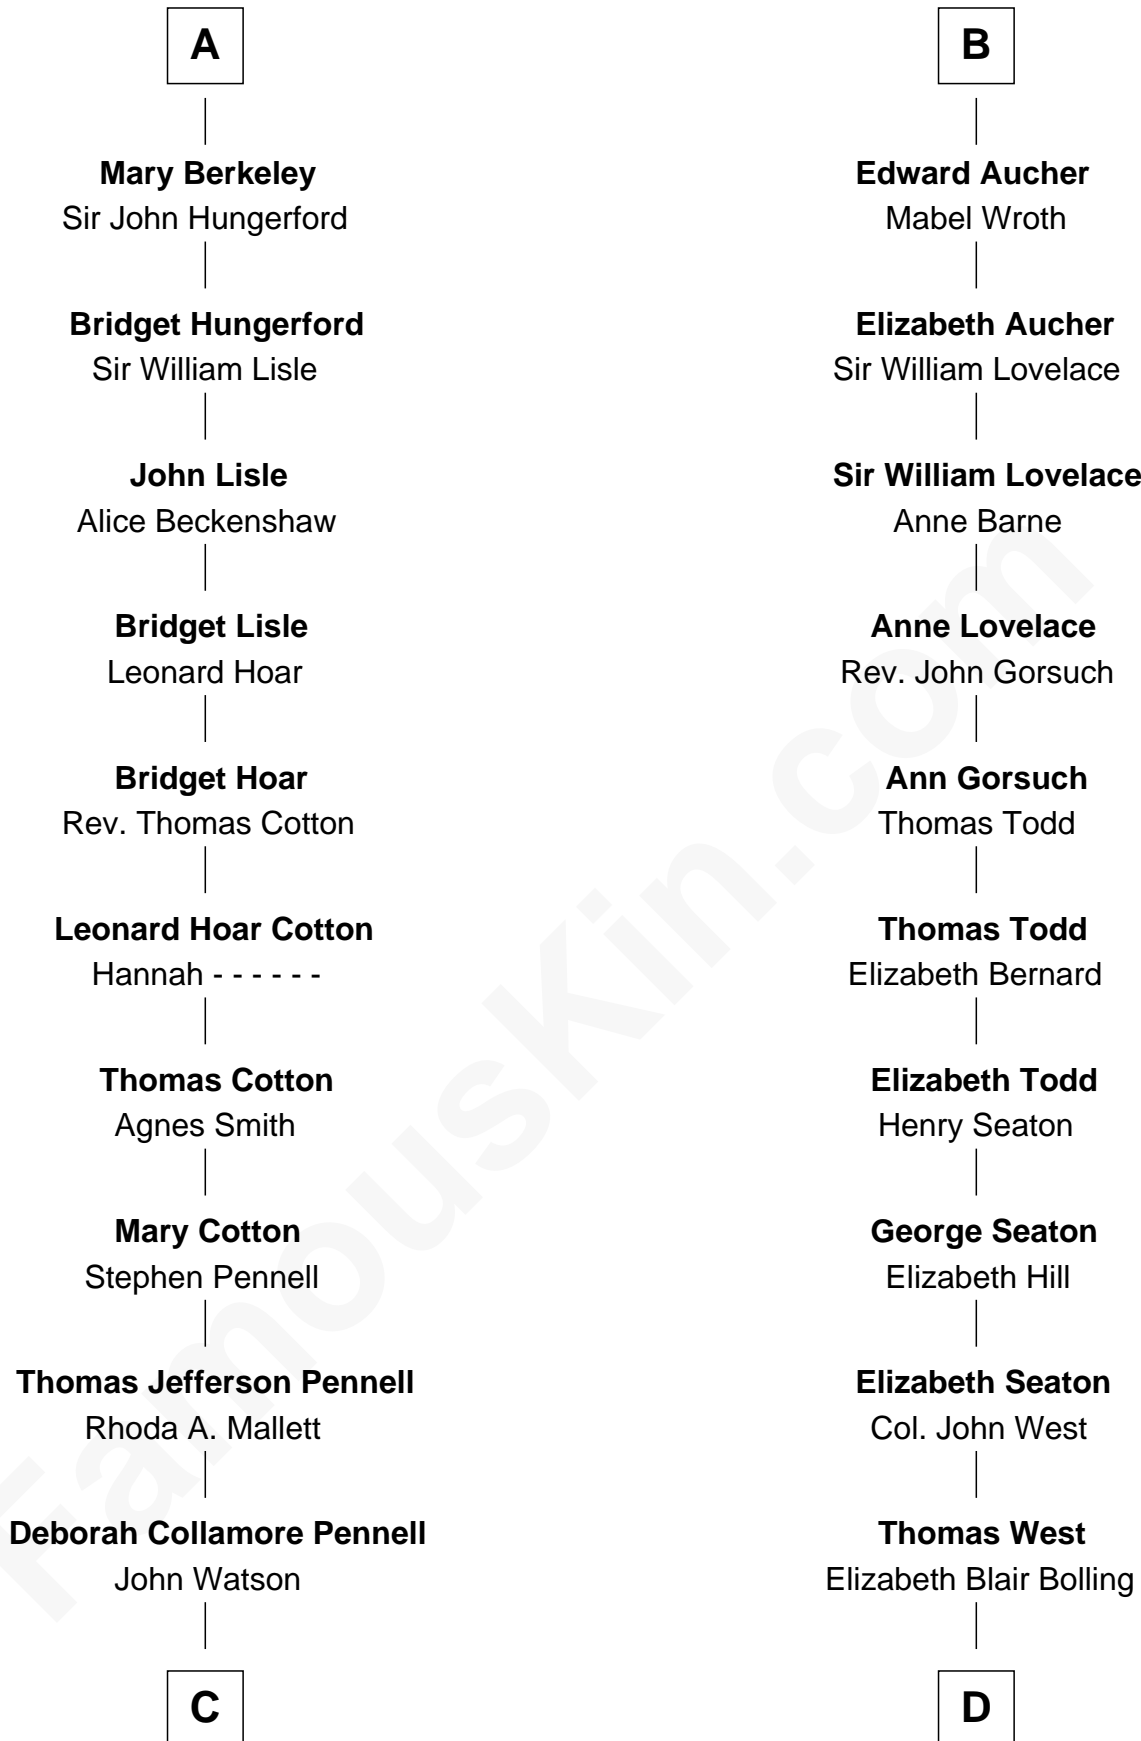 A
Mary Berkeley
Sir John Hungerford
Bridget Hungerford
Sir William Lisle
John Lisle
Alice Beckenshaw
Bridget Lisle
Leonard Hoar
Bridget Hoar
Rev. Thomas Cotton
Leonard Hoar Cotton
Hannah - - - - - -
Thomas Cotton
Agnes Smith
Mary Cotton
Stephen Pennell
Thomas Jefferson Pennell
Rhoda A. Mallett
Deborah Collamore Pennell
John Watson
C
B
Edward Aucher
Mabel Wroth
Elizabeth Aucher
Sir William Lovelace
Sir William Lovelace
Anne Barne
Anne Lovelace
Rev. John Gorsuch
Ann Gorsuch
Thomas Todd
Thomas Todd
Elizabeth Bernard
Elizabeth Todd
Henry Seaton
George Seaton
Elizabeth Hill
Elizabeth Seaton
Col. John West
Thomas West
Elizabeth Blair Bolling
D
FamousKin.com